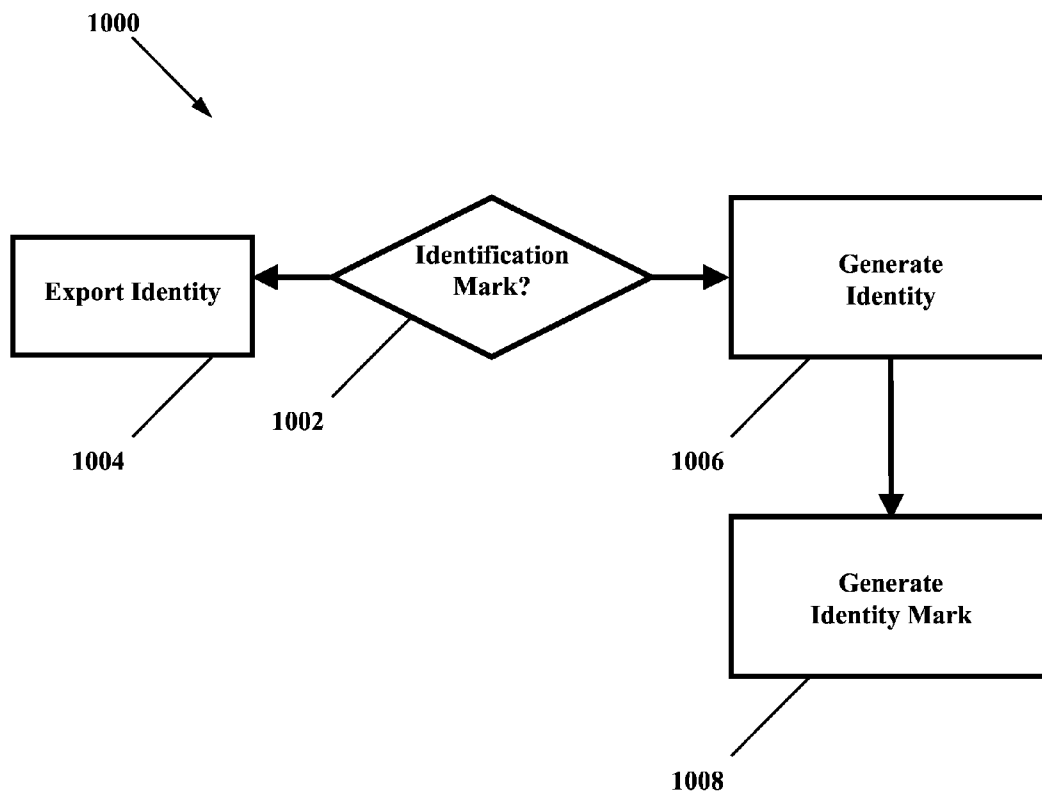 1000
Identification
Mark?
Export Identity
Generate
Identity
1002
1004
1006
Generate
Identity Mark
1008